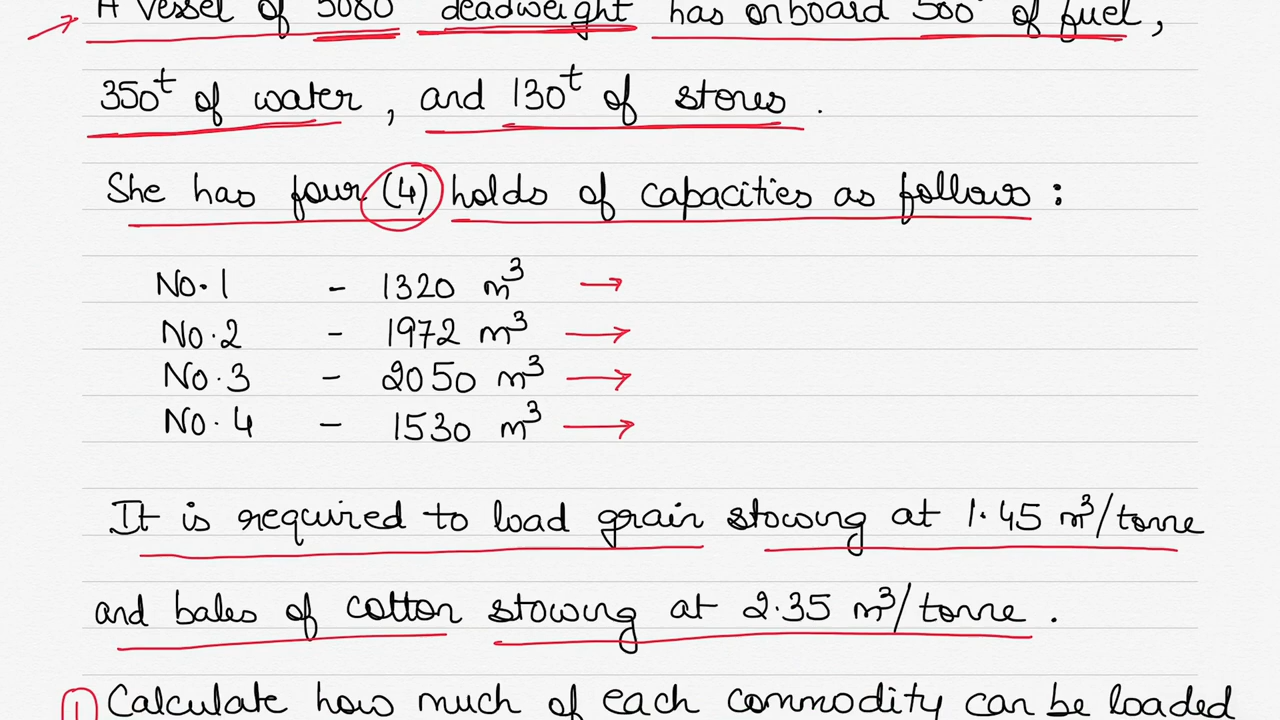 A vessel of 5080 deadweight has onboard 500 of fuel,
350t of water, and 130t of stores.
She has four (4) holds of capacities as follows:
No.1 - 1320 m³ →
No.2 - 1972 m³ →
No.3 - 2050 m³ →
No.4 - 1530 m³ →
It is required to load grain stowing at 1.45 m³/tonne
and bales of cotton stowing at 2.35 m³/tonne.
1 Calculate how much of each commodity can be loaded